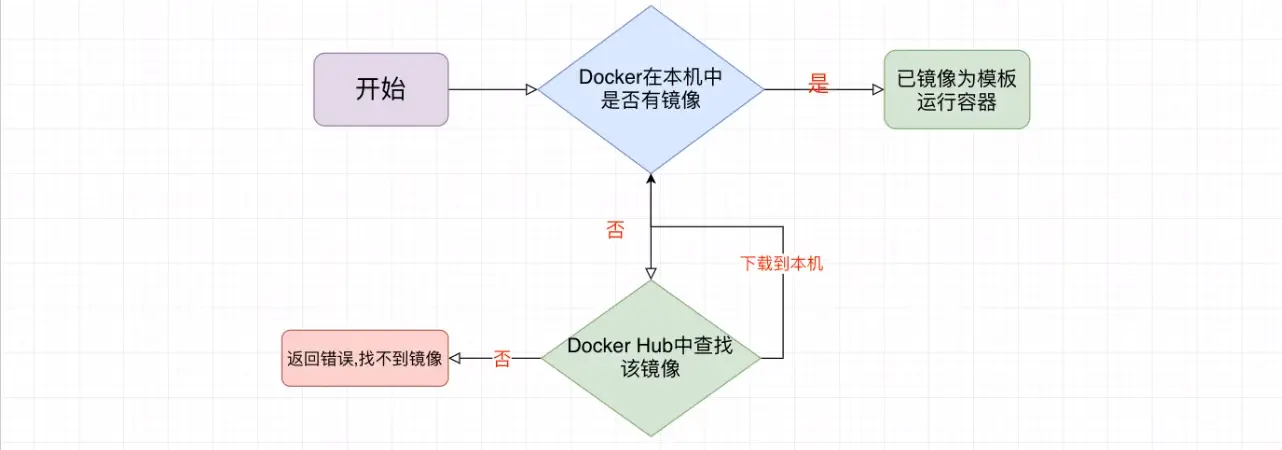 开始
Docker在本机中
是否有镜像
是
已镜像为模板
运行容器
否
下载到本机
Docker Hub中查找
该镜像
否
返回错误,找不到镜像